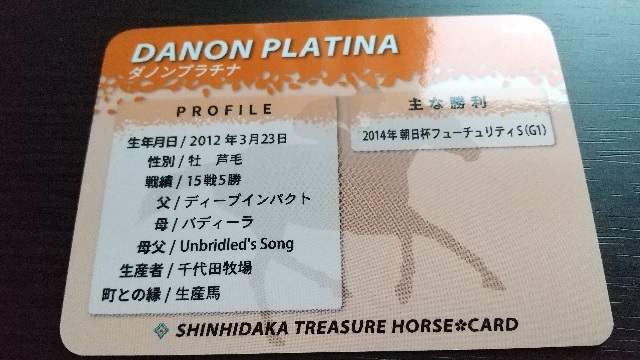 DANON PLATINA
ダノンプラチナ
PROFILE
生年月日 / 2012年3月23日
性別 / 牡 芦毛
戦績 / 15戦5勝
父 / ディープインパクト
母 / バディーラ
母父 / Unbridled's Song
生産者 / 千代田牧場
町との縁 / 生産馬
主な勝利
2014年 朝日杯フューチュリティS(G1)
SHINHIDAKA TREASURE HORSE✿CARD